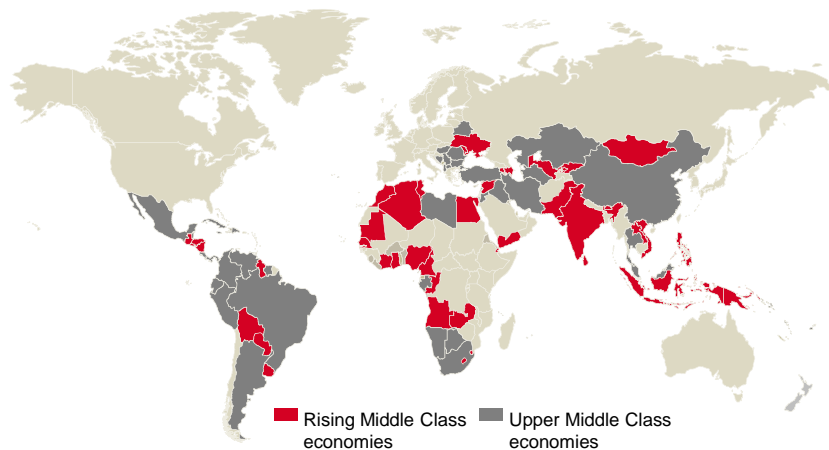 Rising Middle Class
economies
Upper Middle Class
economies